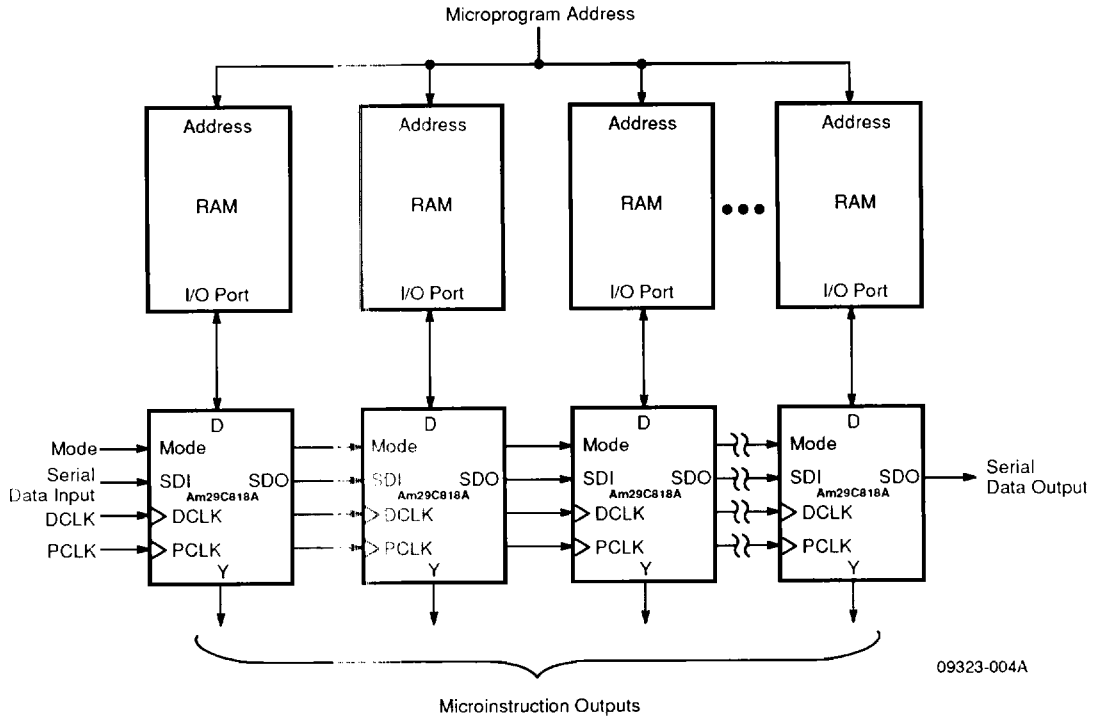 Microprogram Address
Address Address Address Address
RAM RAM RAM RAM
I/O Port I/O Port I/O Port I/O Port
D D D D
Mode Mode Mode Mode Mode
Serial
Data Input
SDI SDO SDI SDO SDI SDO SDI SDO
Serial
Data Output
Am29C818A Am29C818A Am29C818A Am29C818A
DCLK DCLK DCLK DCLK DCLK
PCLK PCLK PCLK PCLK PCLK
Y Y Y Y
09323-004A
Microinstruction Outputs